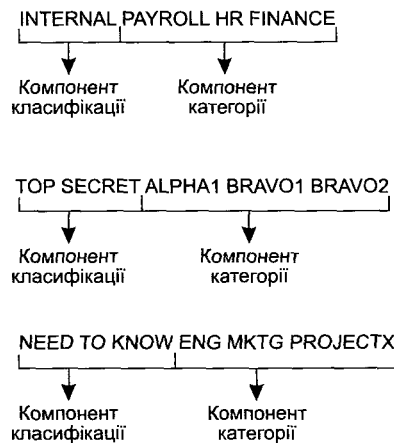 INTERNAL PAYROLL HR FINANCE
Компонент Компонент
класифікації категорії
TOP SECRET ALPHA1 BRAVO1 BRAVO2
Компонент Компонент
класифікації категорії
NEED TO KNOW ENG MKTG PROJECTX
Компонент Компонент
класифікації категорії